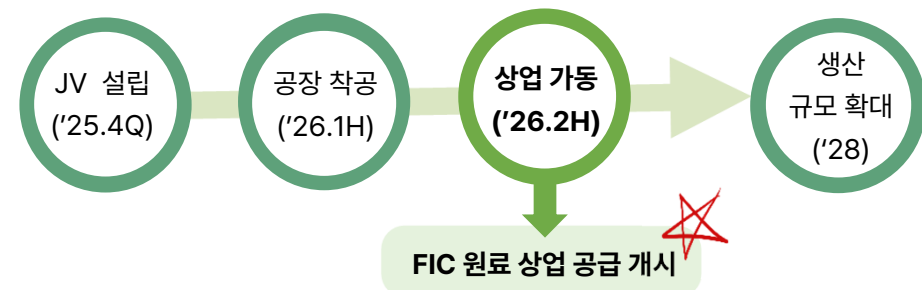 JV 설립
('25.4Q)
공장 착공
('26.1H)
상업 가동
('26.2H)
생산
규모 확대
('28)
FIC 원료 상업 공급 개시